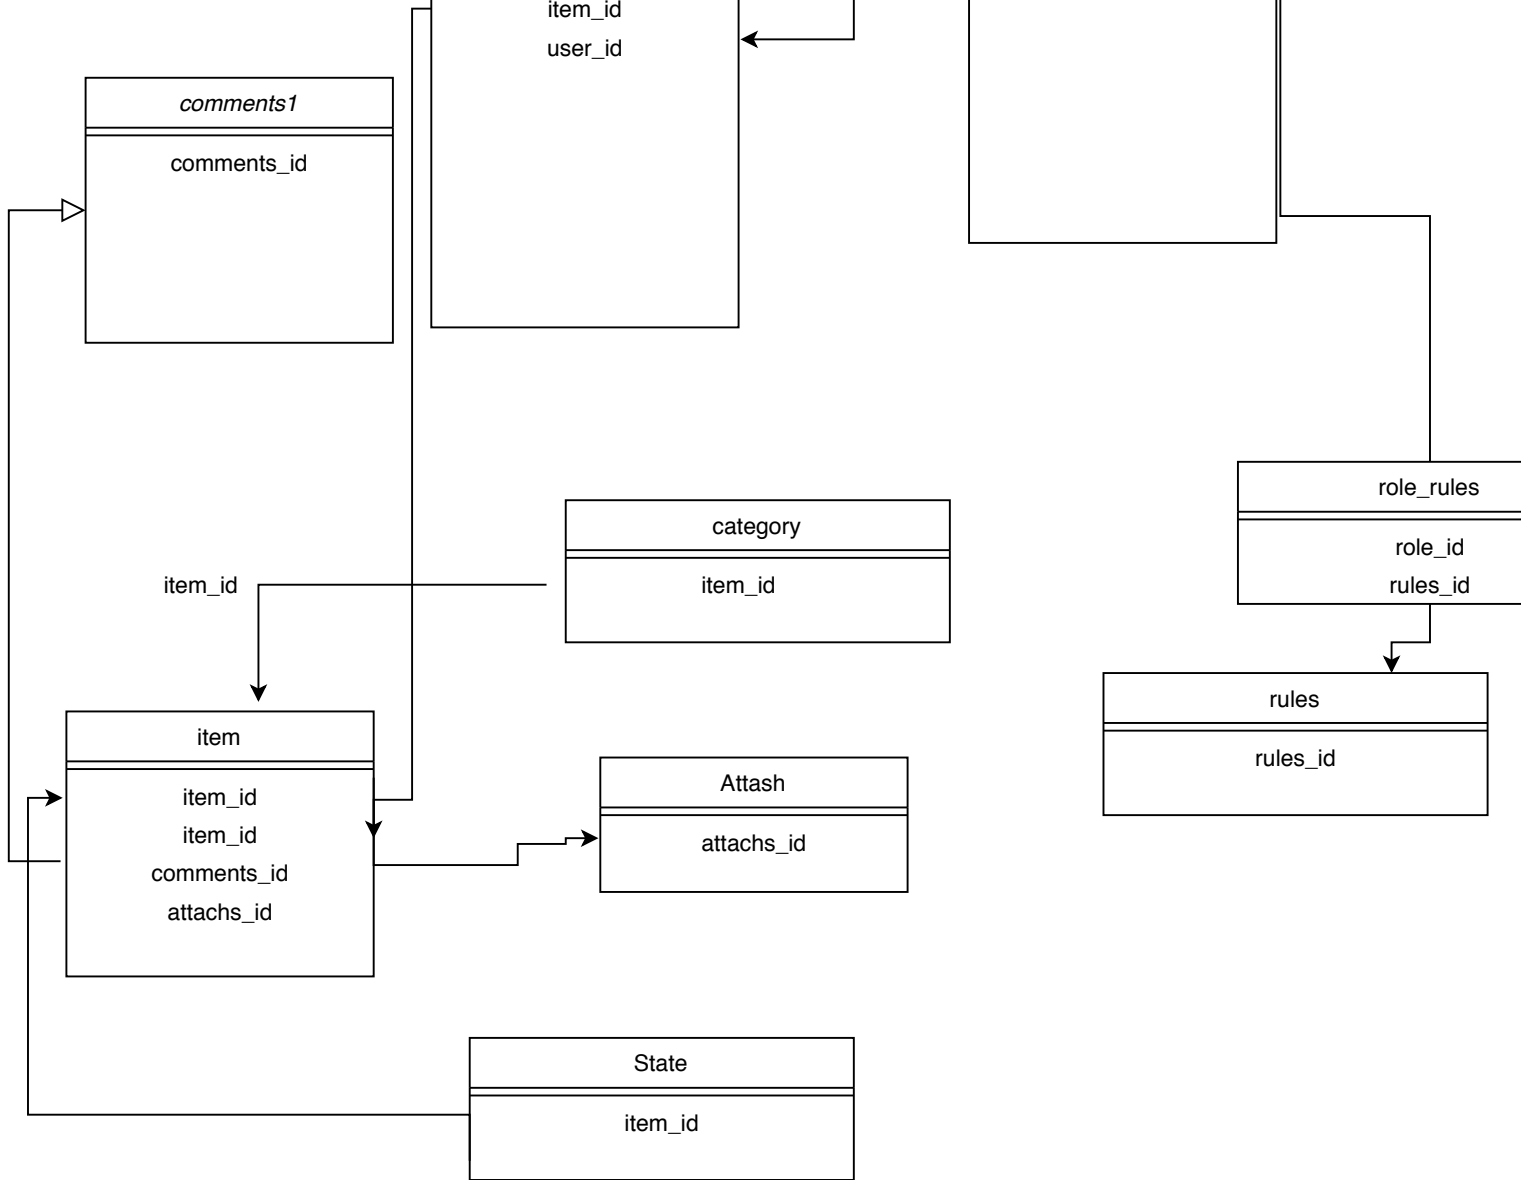 item_id
user_id
comments1
comments_id
role_rules
role_id
rules_id
category
item_id
item_id
rules
rules_id
item
item_id
item_id
comments_id
attachs_id
Attash
attachs_id
State
item_id